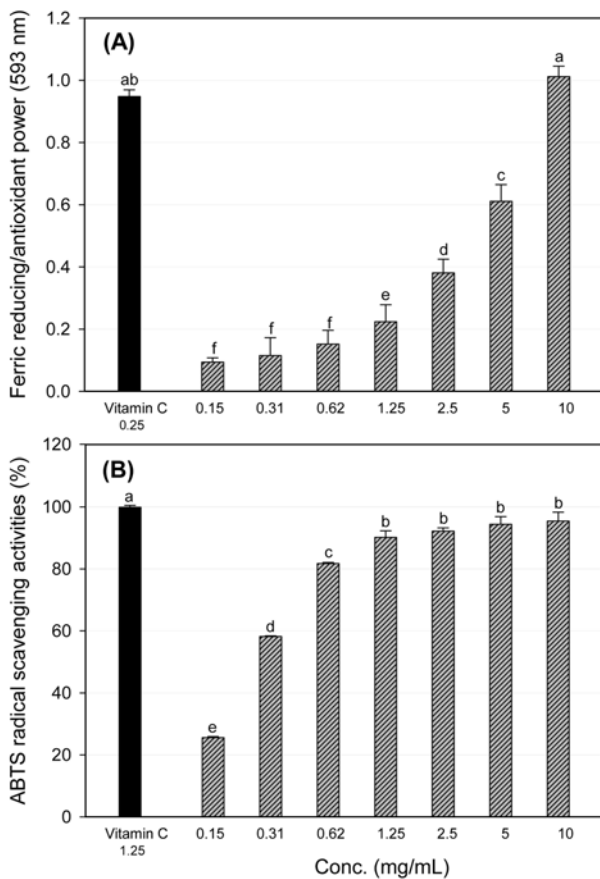 Ferric reducing/antioxidant power (593 nm)
1.2
1.0
0.8
0.6
0.4
0.2
0.0
(A)
ab
f
f
f
e
d
c
a
Vitamin C 0.15 0.31 0.62 1.25 2.5 5 10
0.25
ABTS radical scavenging activities (%)
120
100
80
60
40
20
0
(B)
a
e
d
c
b
b
b
b
Vitamin C 0.15 0.31 0.62 1.25 2.5 5 10
1.25
Conc. (mg/mL)